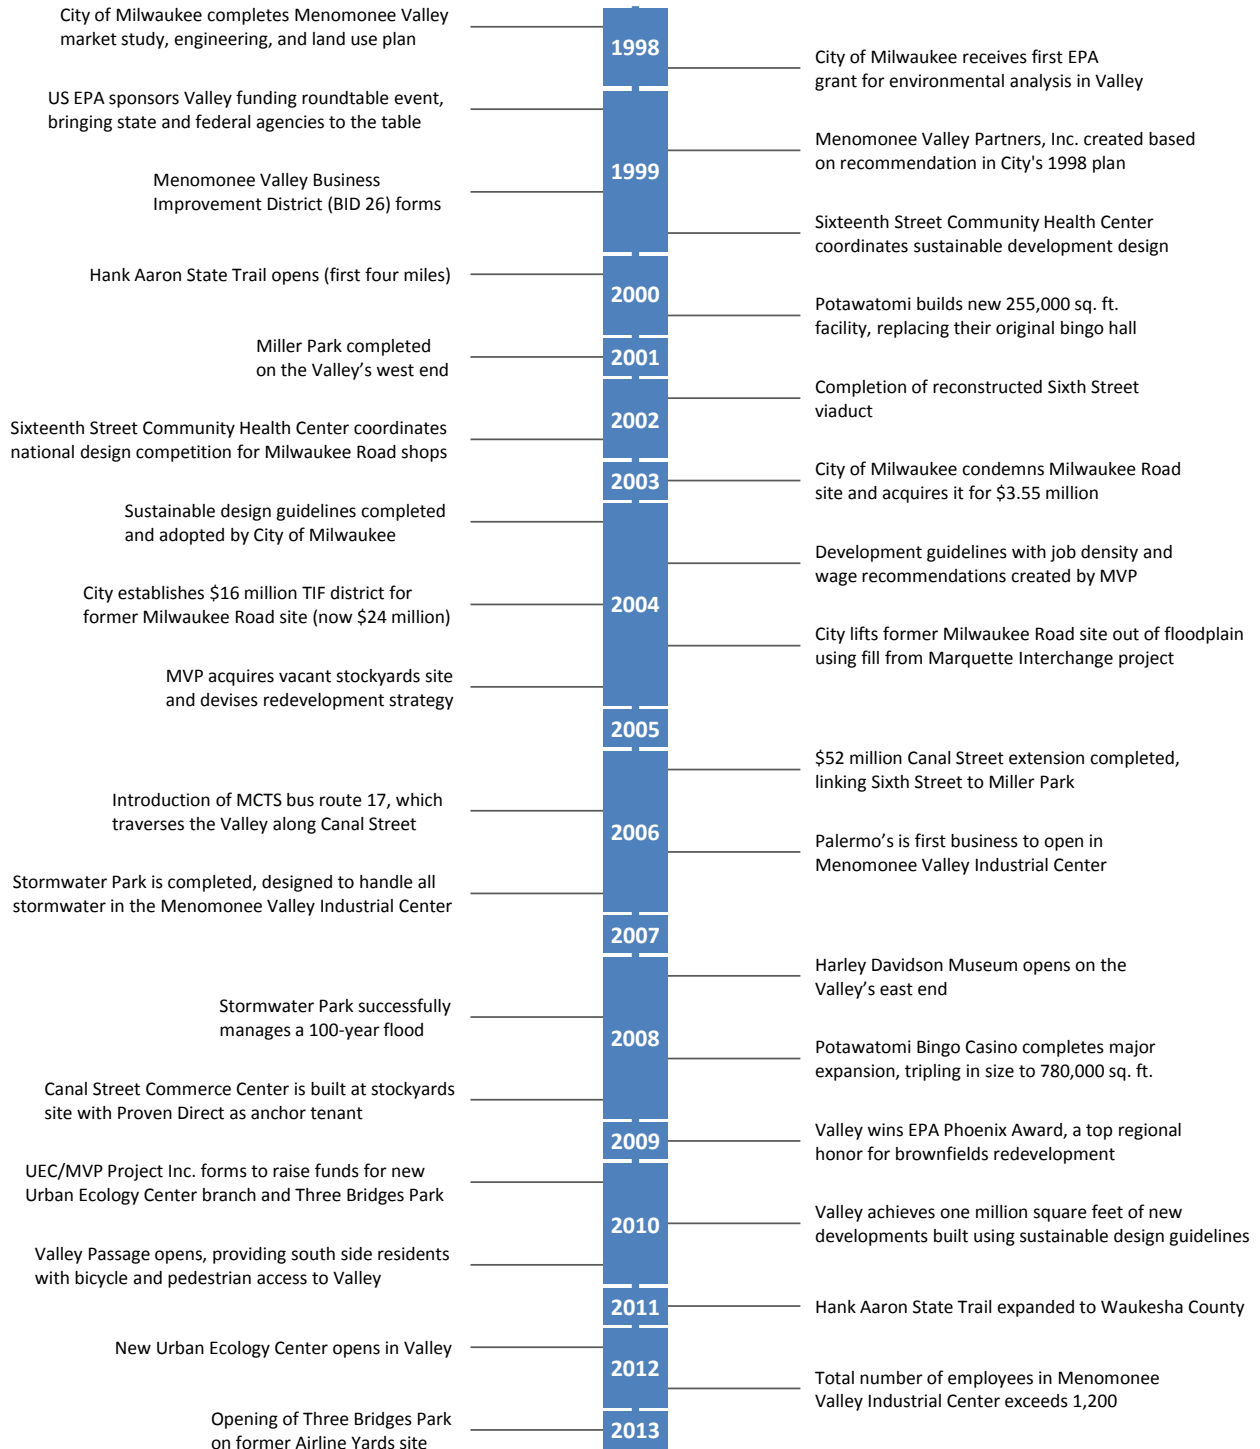 City of Milwaukee completes Menomonee Valley
market study, engineering, and land use plan
1998
City of Milwaukee receives first EPA
grant for environmental analysis in Valley
US EPA sponsors Valley funding roundtable event,
bringing state and federal agencies to the table
Menomonee Valley Partners, Inc. created based
on recommendation in City's 1998 plan
1999
Menomonee Valley Business
Improvement District (BID 26) forms
Sixteenth Street Community Health Center
coordinates sustainable development design
Hank Aaron State Trail opens (first four miles)
2000
Potawatomi builds new 255,000 sq. ft.
facility, replacing their original bingo hall
Miller Park completed
on the Valley’s west end
2001
Completion of reconstructed Sixth Street
viaduct
2002
Sixteenth Street Community Health Center coordinates
national design competition for Milwaukee Road shops
2003
City of Milwaukee condemns Milwaukee Road
site and acquires it for $3.55 million
Sustainable design guidelines completed
and adopted by City of Milwaukee
Development guidelines with job density and
wage recommendations created by MVP
City establishes $16 million TIF district for
former Milwaukee Road site (now $24 million)
2004
City lifts former Milwaukee Road site out of floodplain
using fill from Marquette Interchange project
MVP acquires vacant stockyards site
and devises redevelopment strategy
2005
$52 million Canal Street extension completed,
linking Sixth Street to Miller Park
Introduction of MCTS bus route 17, which
traverses the Valley along Canal Street
2006
Palermo’s is first business to open in
Menomonee Valley Industrial Center
Stormwater Park is completed, designed to handle all
stormwater in the Menomonee Valley Industrial Center
2007
Harley Davidson Museum opens on the
Valley’s east end
Stormwater Park successfully
manages a 100-year flood
2008
Potawatomi Bingo Casino completes major
expansion, tripling in size to 780,000 sq. ft.
Canal Street Commerce Center is built at stockyards
site with Proven Direct as anchor tenant
2009
Valley wins EPA Phoenix Award, a top regional
honor for brownfields redevelopment
UEC/MVP Project Inc. forms to raise funds for new
Urban Ecology Center branch and Three Bridges Park
2010
Valley achieves one million square feet of new
developments built using sustainable design guidelines
Valley Passage opens, providing south side residents
with bicycle and pedestrian access to Valley
2011
Hank Aaron State Trail expanded to Waukesha County
New Urban Ecology Center opens in Valley
2012
Total number of employees in Menomonee
Valley Industrial Center exceeds 1,200
Opening of Three Bridges Park
on former Airline Yards site
2013